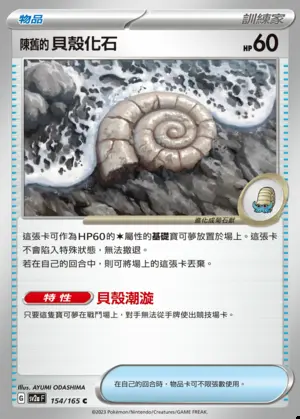 物品
訓練家
陳舊的 貝殼化石
HP 60
進化成菊石獸
這張卡可作為HP60的屬性的基礎寶可夢放置於場上。這張卡
不會陷入特殊狀態，無法撤退。
若在自己的回合中，則可將場上的這張卡丟棄。
特性 貝殼潮漩
只要這隻寶可夢在戰鬥場上，對手無法從手牌使出競技場卡。
Illus. AYUMI ODASHIMA
G SV2a F 154/165 C
在自己的回合時，物品卡可不限張數使用。
©2023 Pokémon/Nintendo/Creatures/GAME FREAK.